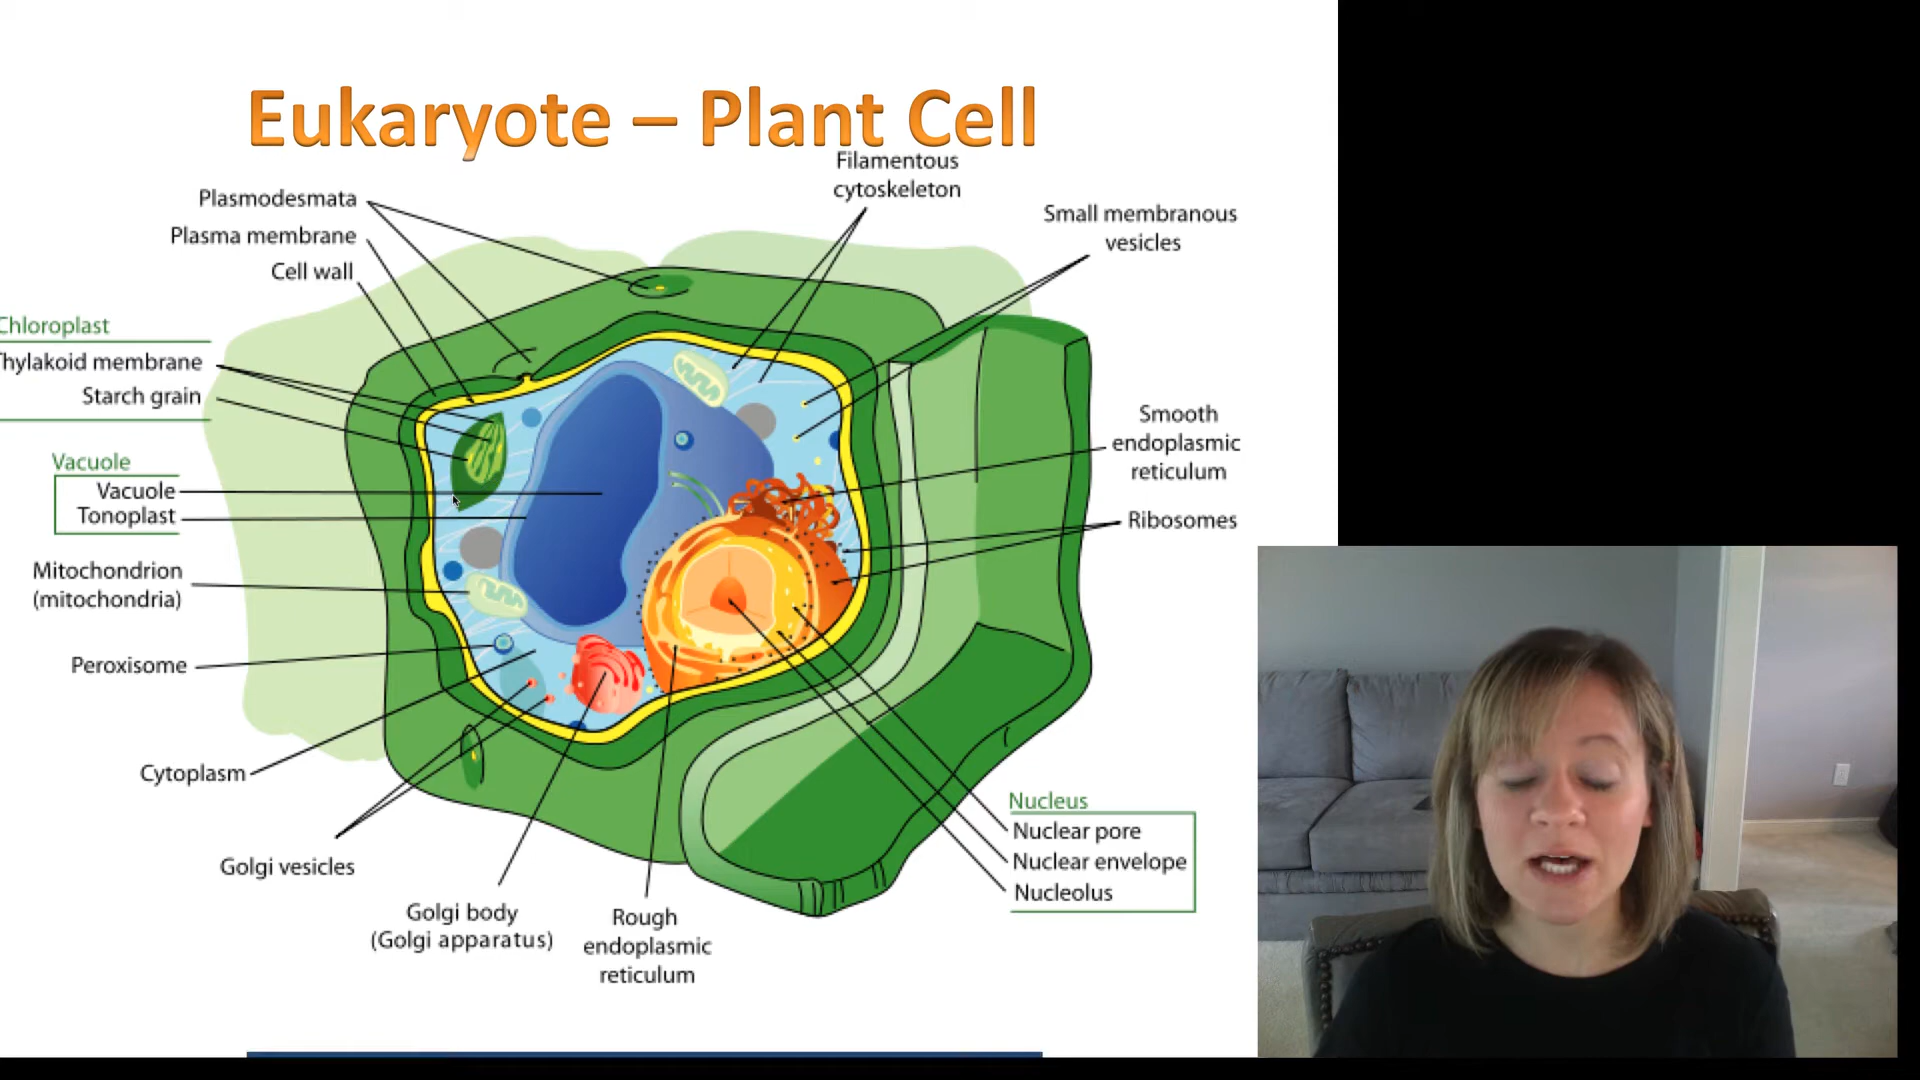 Eukaryote – Plant Cell
Filamentous
cytoskeleton
Plasmodesmata
Plasma membrane
Cell wall
Small membranous
vesicles
Chloroplast
Thylakoid membrane
Starch grain
Vacuole
Vacuole
Tonoplast
Mitochondrion
(mitochondria)
Peroxisome
Cytoplasm
Golgi vesicles
Golgi body
(Golgi apparatus)
Rough
endoplasmic
reticulum
Smooth
endoplasmic
reticulum
Ribosomes
Nucleus
Nuclear pore
Nuclear envelope
Nucleolus